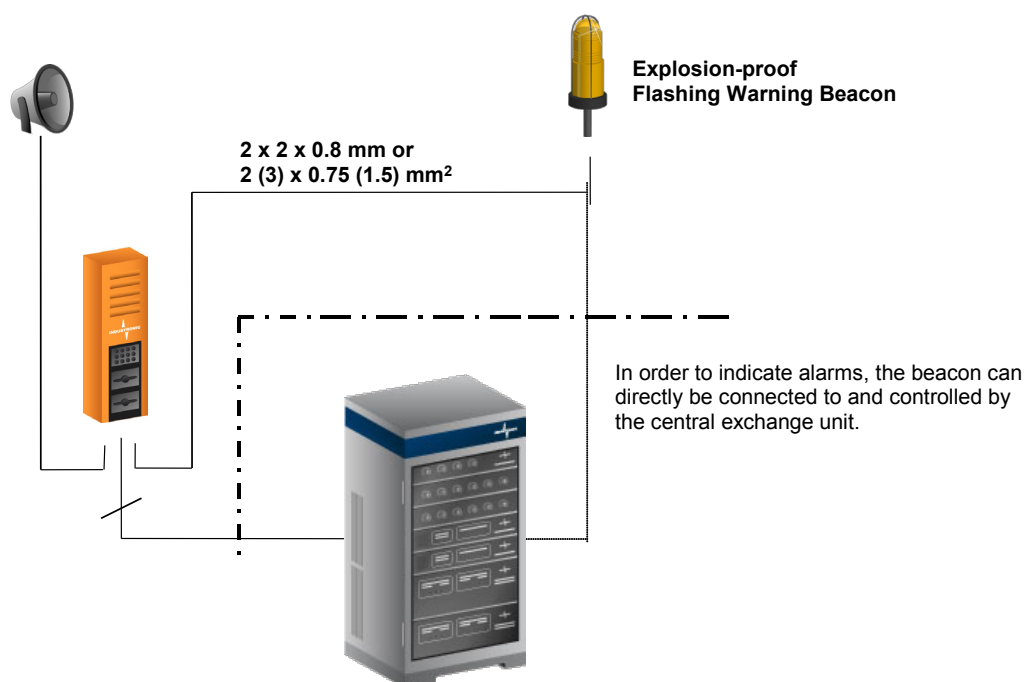 Explosion-proof
Flashing Warning Beacon
2 x 2 x 0.8 mm or
2 (3) x 0.75 (1.5) mm²
INDUSTRONIC
In order to indicate alarms, the beacon can
directly be connected to and controlled by
the central exchange unit.